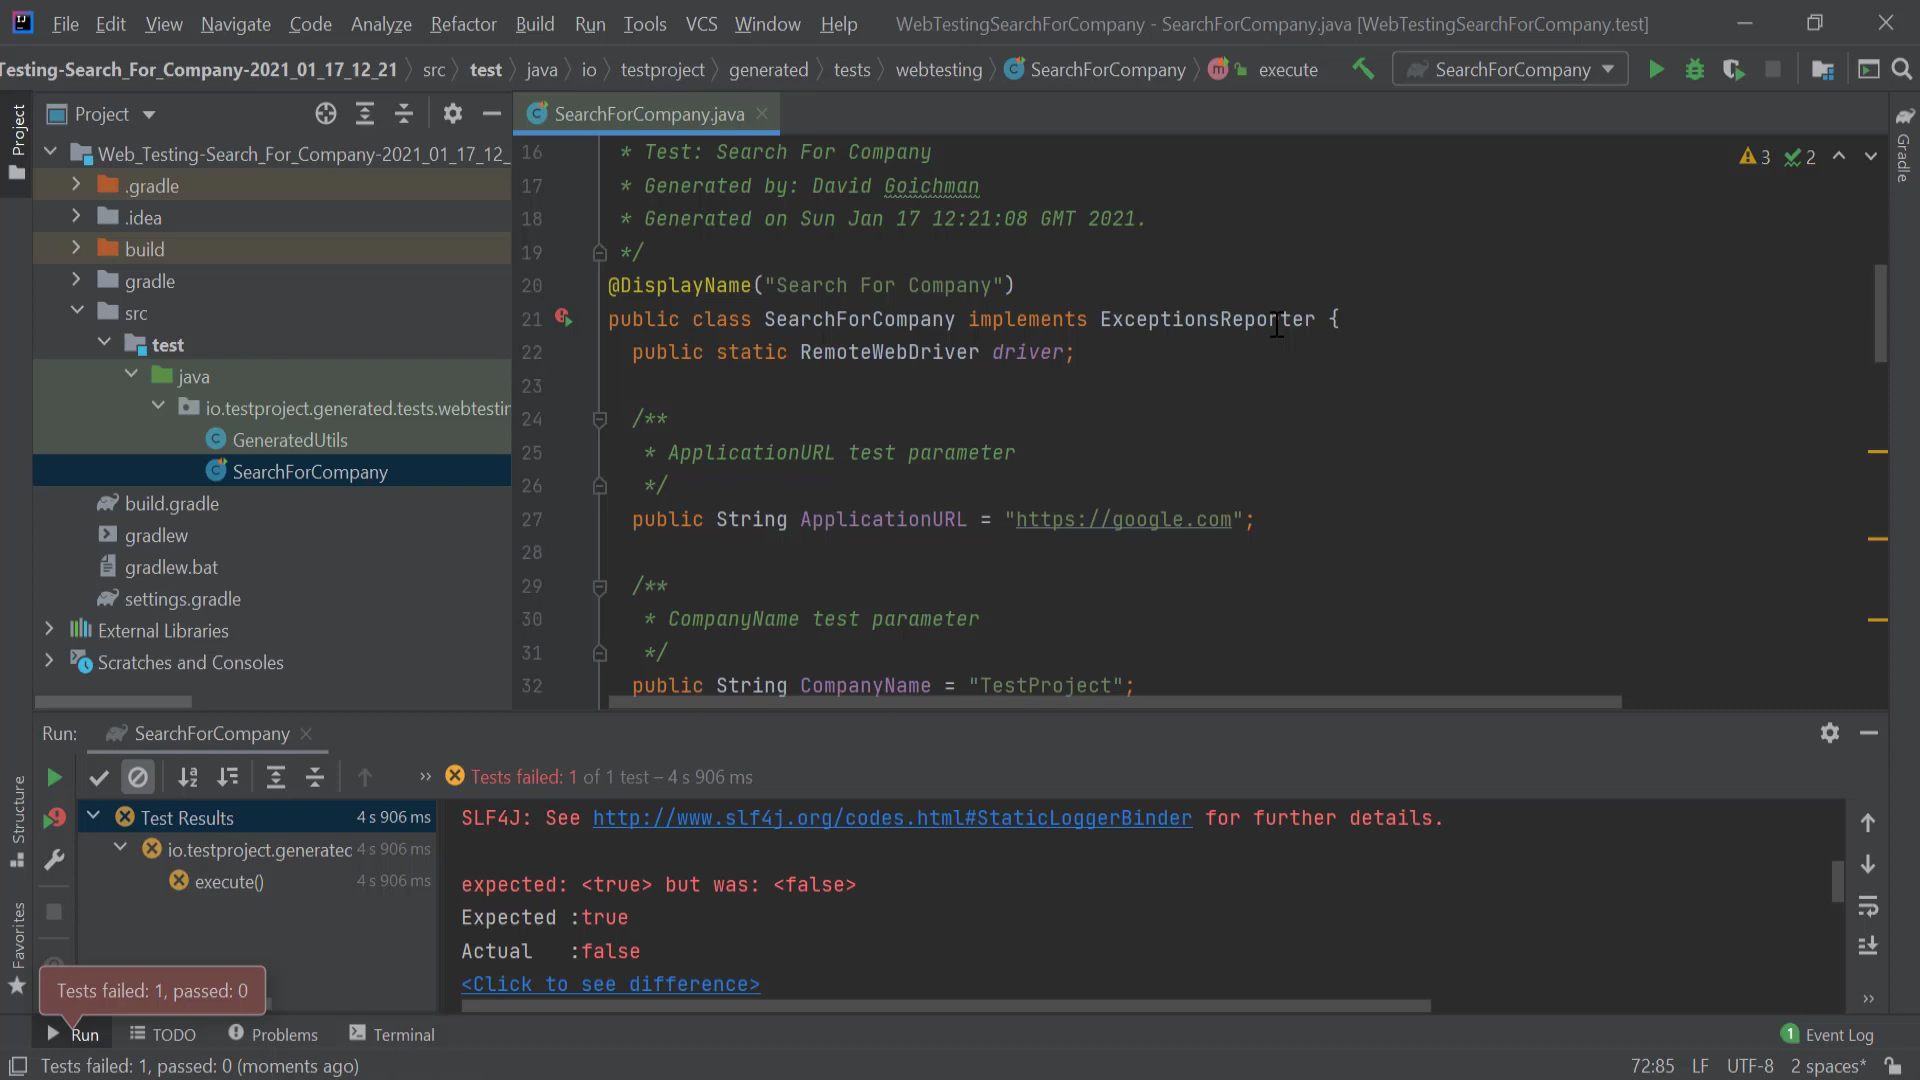 File Edit View Navigate Code Analyze Refactor Build Run Tools VCS Window Help WebTestingSearchForCompany - SearchForCompany.java [WebTestingSearchForCompany.test]
Testing-Search_For_Company-2021_01_17_12_21 src test java io testproject generated tests webtesting SearchForCompany execute SearchForCompany
Project
Project
SearchForCompany.java
Gradle
Web_Testing-Search_For_Company-2021_01_17_12_
.gradle
.idea
build
gradle
src
test
java
io.testproject.generated.tests.webtestin
GeneratedUtils
SearchForCompany
build.gradle
gradlew
gradlew.bat
settings.gradle
External Libraries
Scratches and Consoles
3 2
16 * Test: Search For Company
17 * Generated by: David Goichman
18 * Generated on Sun Jan 17 12:21:08 GMT 2021.
19 */
20 @DisplayName("Search For Company")
21 public class SearchForCompany implements ExceptionsReporter {
22 public static RemoteWebDriver driver;
23
24 /**
25 * ApplicationURL test parameter
26 */
27 public String ApplicationURL = "https://google.com";
28
29 /**
30 * CompanyName test parameter
31 */
32 public String CompanyName = "TestProject";
Run: SearchForCompany
Structure
Favorites
» Tests failed: 1 of 1 test – 4 s 906 ms
Test Results 4 s 906 ms
io.testproject.generatec 4 s 906 ms
execute() 4 s 906 ms
SLF4J: See http://www.slf4j.org/codes.html#StaticLoggerBinder for further details.
expected: <true> but was: <false>
Expected :true
Actual :false
<Click to see difference>
Tests failed: 1, passed: 0
Run TODO Problems Terminal 1 Event Log
Tests failed: 1, passed: 0 (moments ago) 72:85 LF UTF-8 2 spaces*